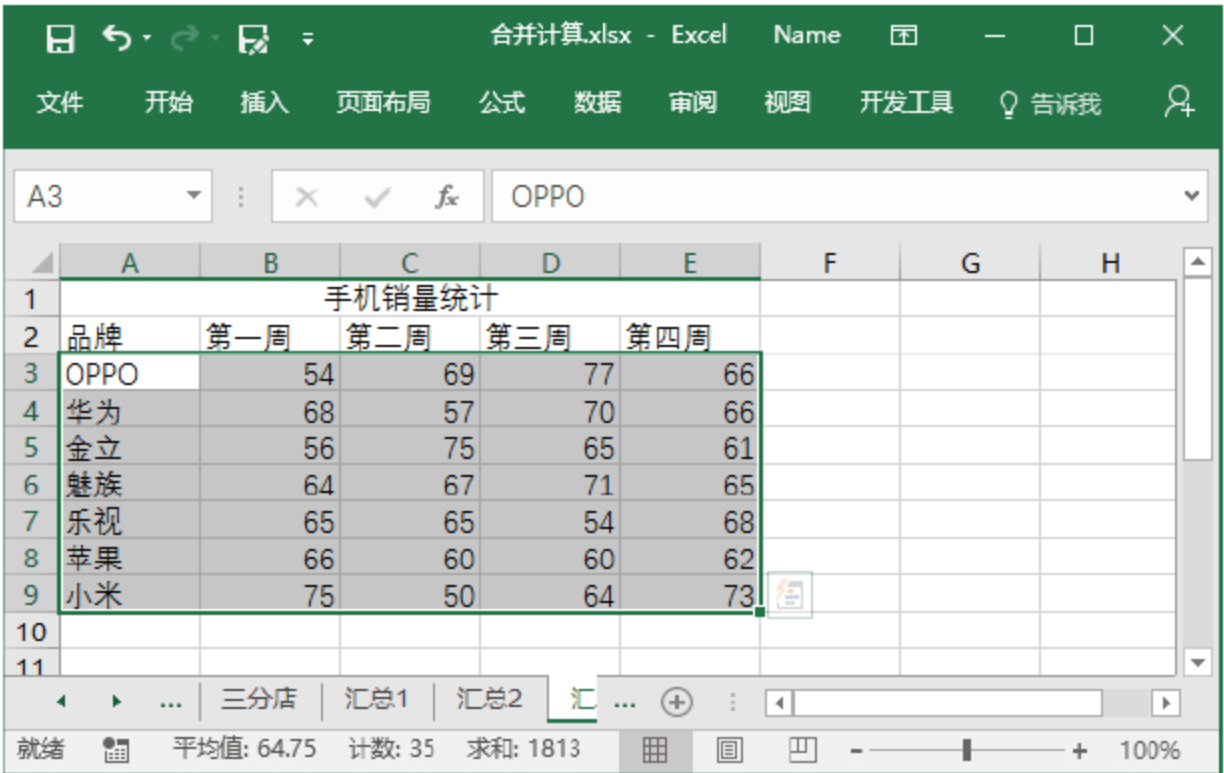 合并计算.xlsx - Excel Name
文件 开始 插入 页面布局 公式 数据 审阅 视图 开发工具 告诉我
A3 fx OPPO
A B C D E F G H
1 手机销量统计
2 品牌 第一周 第二周 第三周 第四周
3 OPPO 54 69 77 66
4 华为 68 57 70 66
5 金立 56 75 65 61
6 魅族 64 67 71 65
7 乐视 65 65 54 68
8 苹果 66 60 60 62
9 小米 75 50 64 73
10
11
... 三分店 汇总1 汇总2 汇 ...
就绪 平均值: 64.75 计数: 35 求和: 1813 100%